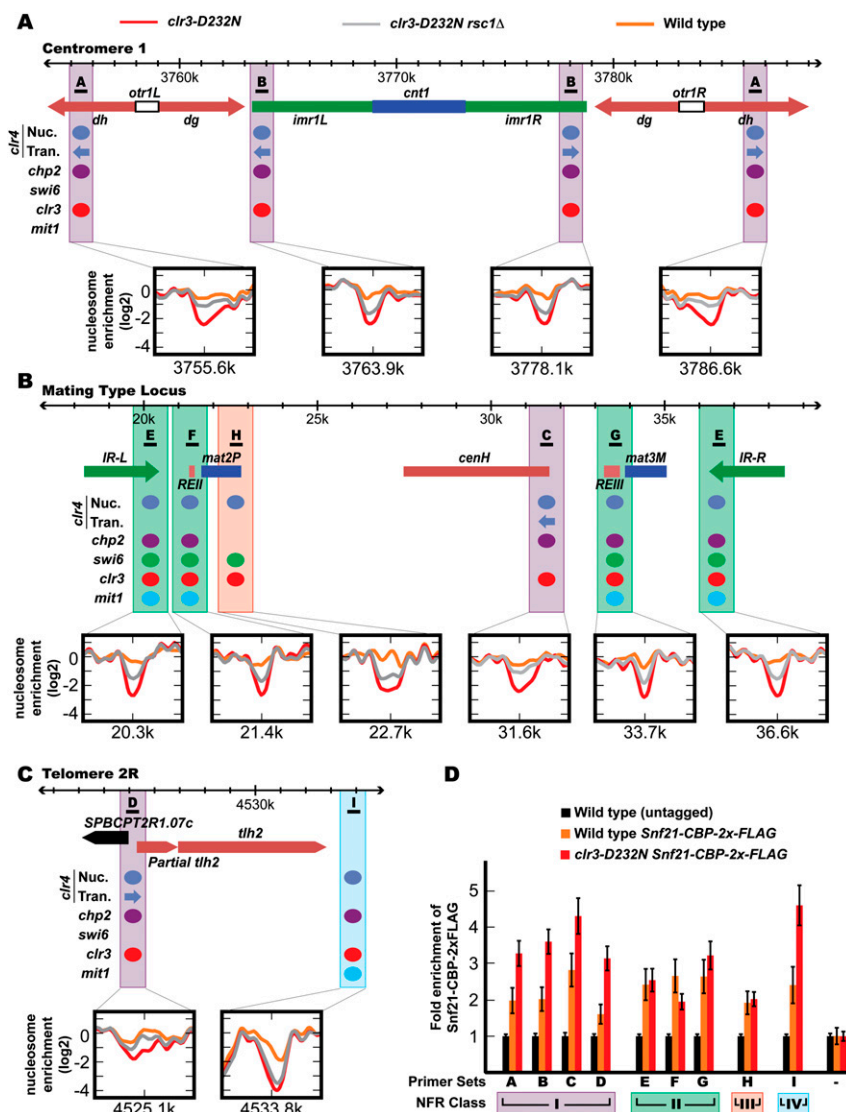 clr3-D232N clr3-D232N rsc1Δ Wild type
A
Centromere 1
3760k 3770k 3780k
A B B A
otr1L cnt1 otr1R
dh dg imr1L imr1R dg dh
clr4
Nuc.
Tran.
chp2
swi6
clr3
mit1
nucleosome enrichment (log2)
0
-2
-4
3755.6k 3763.9k 3778.1k 3786.6k
B
Mating Type Locus
20k 25k 30k 35k
E F H C G E
IR-L mat2P cenH mat3M IR-R
REII REIII
clr4
Nuc.
Tran.
chp2
swi6
clr3
mit1
nucleosome enrichment (log2)
0
-2
-4
20.3k 21.4k 22.7k 31.6k 33.7k 36.6k
C
Telomere 2R
4530k
D I
SPBCPT2R1.07c
tlh2
Partial tlh2
clr4
Nuc.
Tran.
chp2
swi6
clr3
mit1
nucleosome enrichment (log2)
0
-2
-4
4525.1k 4533.8k
D
Wild type (untagged)
Wild type Snf21-CBP-2x-FLAG
clr3-D232N Snf21-CBP-2x-FLAG
Fold enrichment of Snf21-CBP-2xFLAG
5
4
3
2
1
Primer Sets A B C D E F G H I -
NFR Class I II III IV